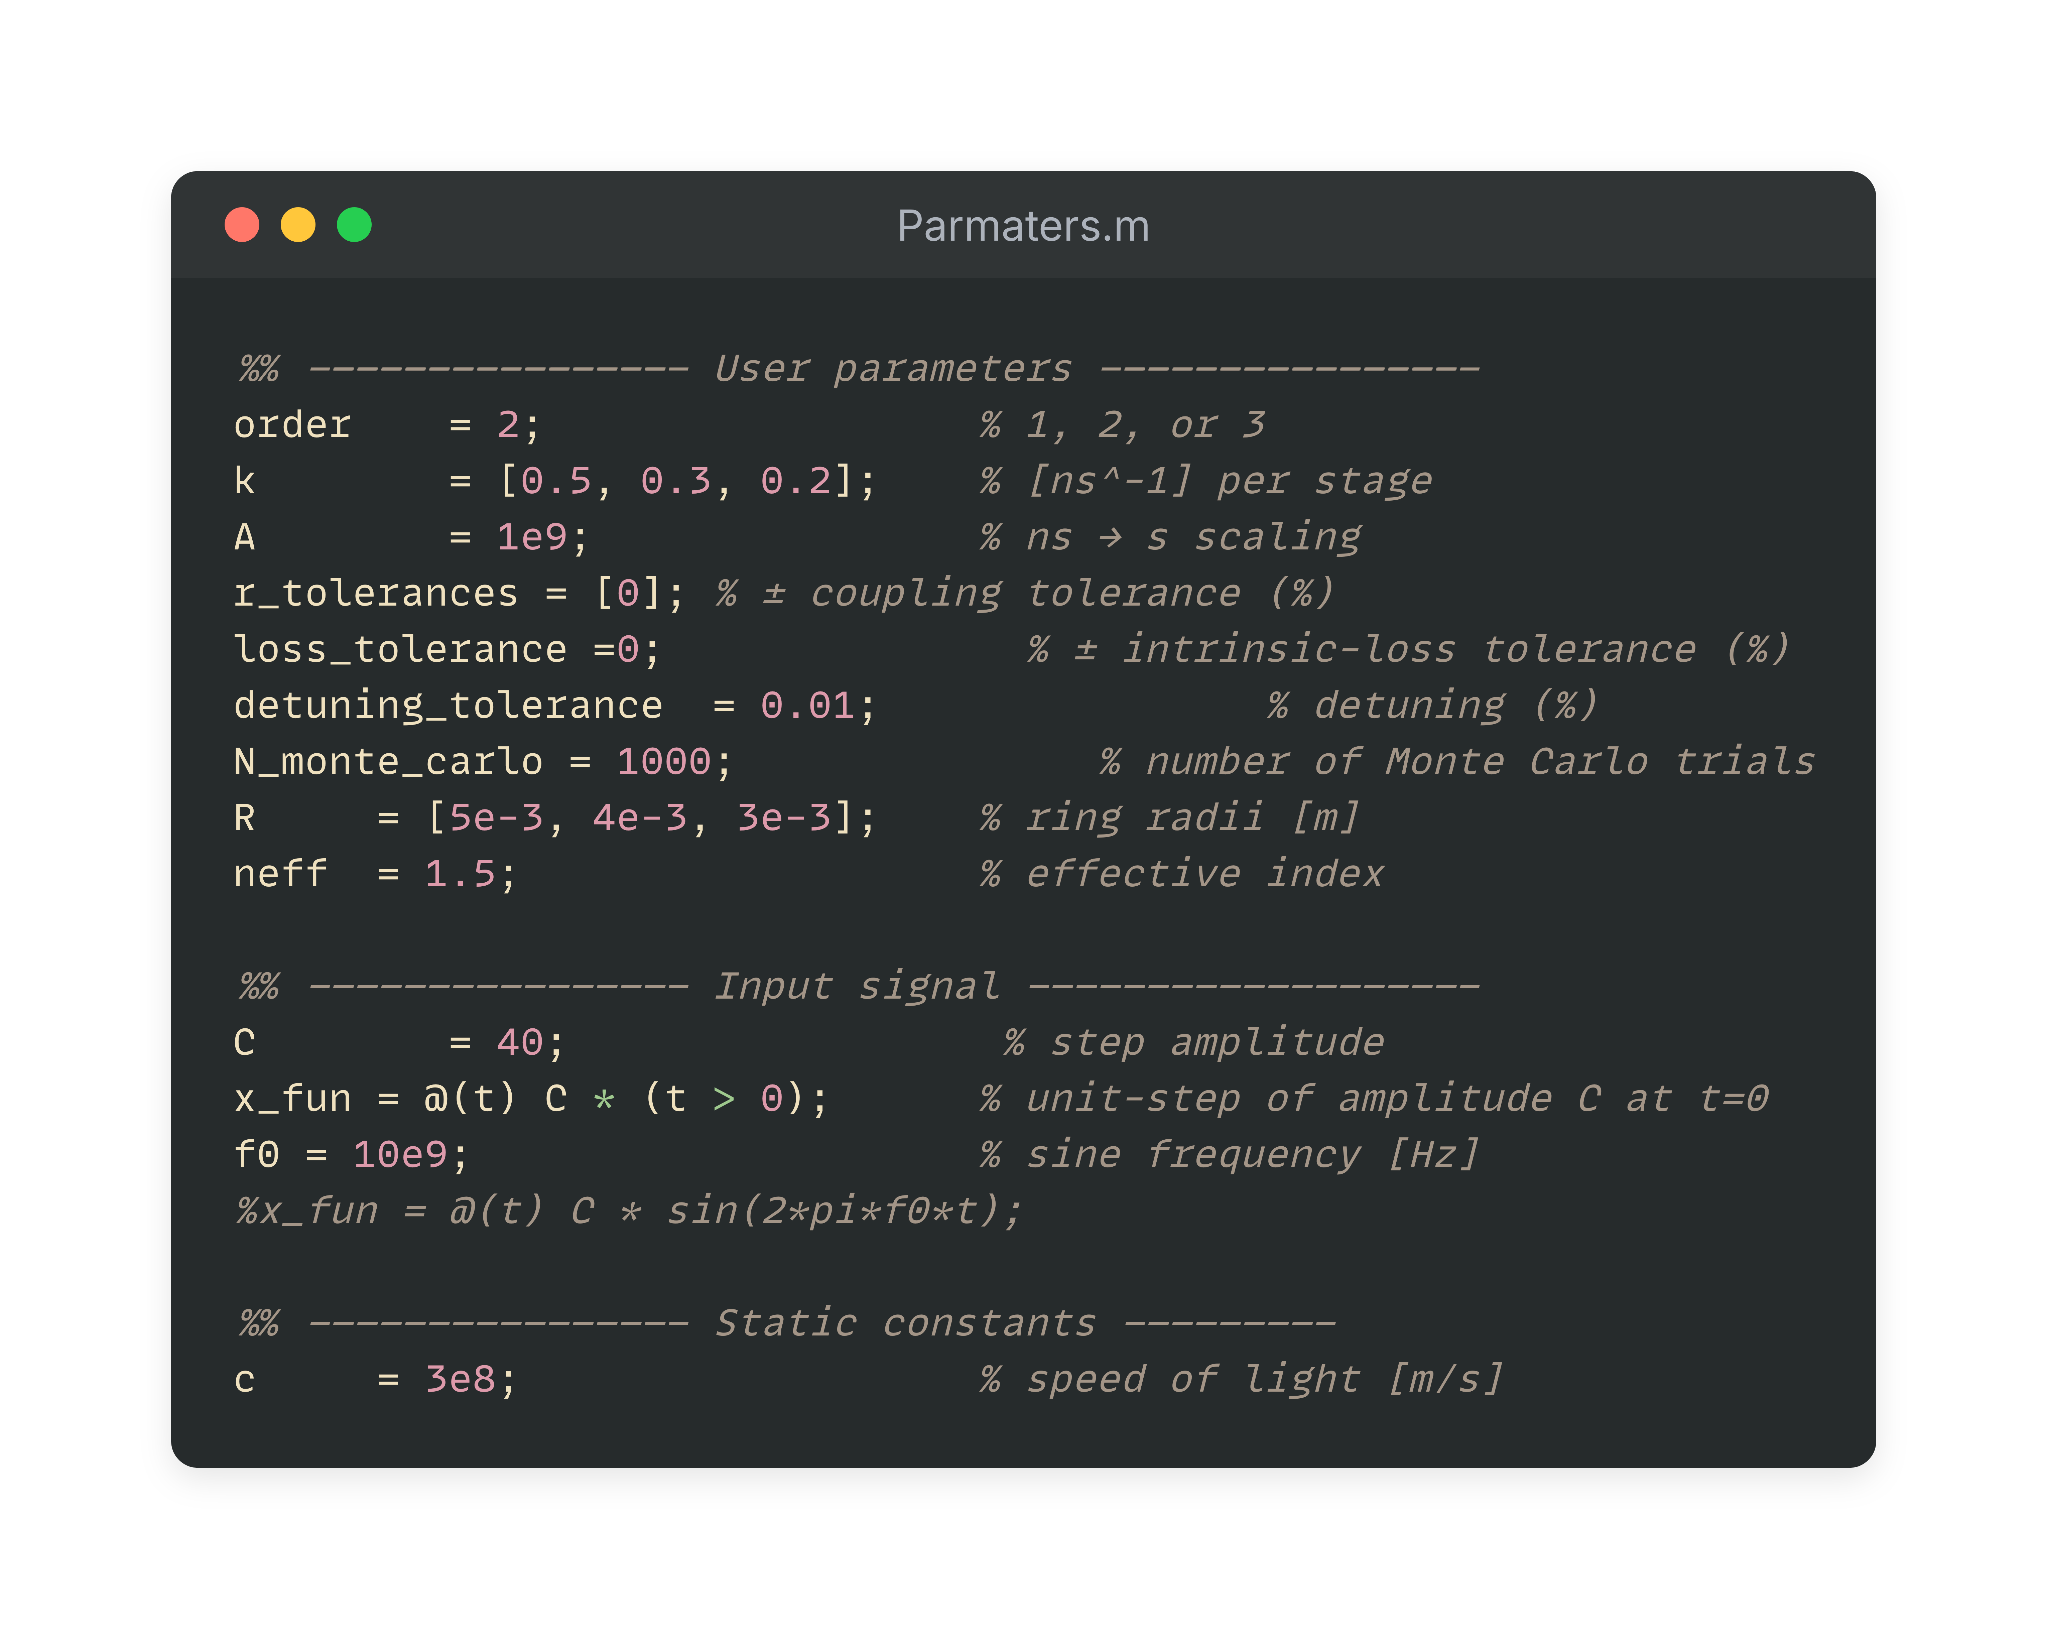 Parmaters.m
%% ---------------- User parameters ----------------
order    = 2;                  % 1, 2, or 3
k        = [0.5, 0.3, 0.2];    % [ns^-1] per stage
A        = 1e9;                % ns → s scaling
r_tolerances = [0]; % ± coupling tolerance (%)
loss_tolerance =0;               % ± intrinsic-loss tolerance (%)
detuning_tolerance  = 0.01;                % detuning (%)
N_monte_carlo = 1000;               % number of Monte Carlo trials
R     = [5e-3, 4e-3, 3e-3];    % ring radii [m]
neff  = 1.5;                   % effective index
%% ---------------- Input signal -------------------
C        = 40;                  % step amplitude
x_fun = @(t) C * (t > 0);      % unit-step of amplitude C at t=0
f0 = 10e9;                     % sine frequency [Hz]
%x_fun = @(t) C * sin(2*pi*f0*t);
%% ---------------- Static constants ---------
c     = 3e8;                   % speed of light [m/s]